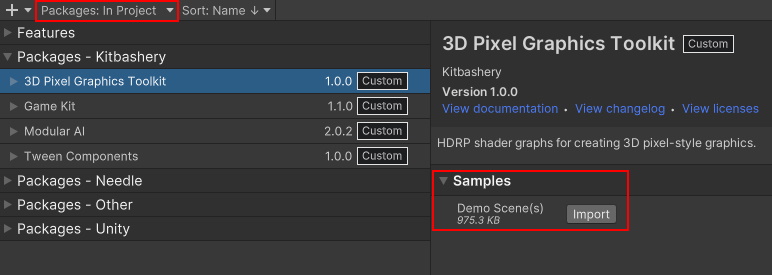 Packages: In Project Sort: Name ↓
Features
Packages - Kitbashery
3D Pixel Graphics Toolkit 1.0.0 Custom
Game Kit 1.1.0 Custom
Modular AI 2.0.2 Custom
Tween Components 1.0.0 Custom
Packages - Needle
Packages - Other
Packages - Unity
3D Pixel Graphics Toolkit Custom
Kitbashery
Version 1.0.0
View documentation • View changelog • View licenses
HDRP shader graphs for creating 3D pixel-style graphics.
Samples
Demo Scene(s)
975.3 KB
Import